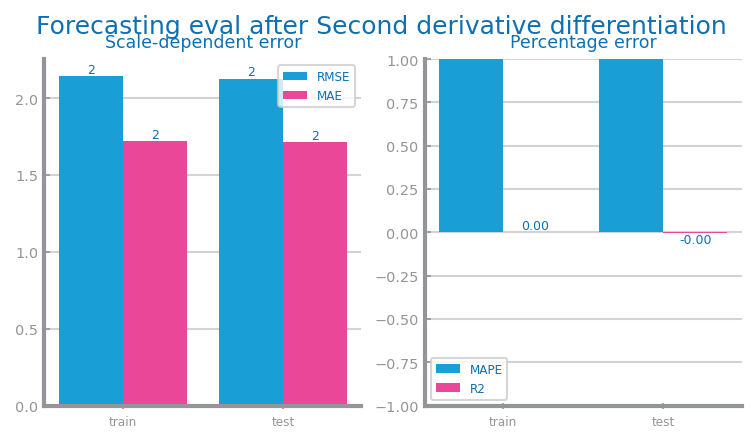 Forecasting eval after Second derivative differentiation
Scale-dependent error
Percentage error
2.0
1.5
1.0
0.5
0.0
2
2
2
2
RMSE
MAE
train
test
1.00
0.75
0.50
0.25
0.00
−0.25
−0.50
−0.75
−1.00
0.00
-0.00
MAPE
R2
train
test